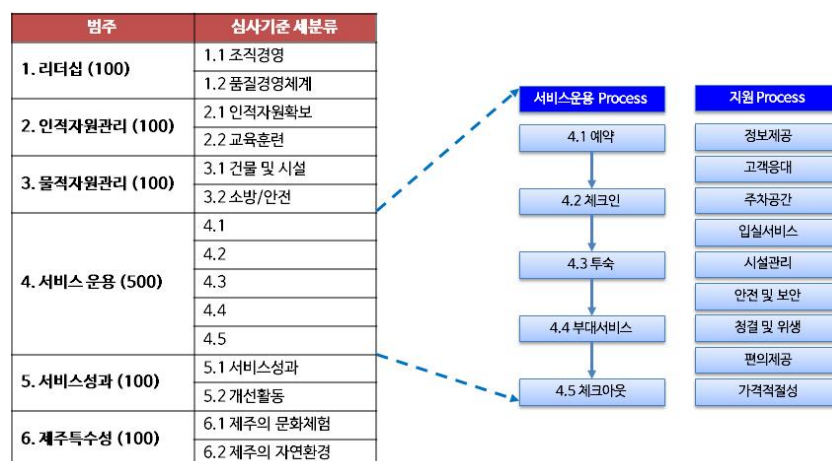 범주 심사기준 세분류
1. 리더십 (100)
1.1 조직경영
1.2 품질경영체계
2. 인적자원관리 (100)
2.1 인적자원확보
2.2 교육훈련
3. 물적자원관리 (100)
3.1 건물 및 시설
3.2 소방/안전
4. 서비스 운용 (500)
4.1
4.2
4.3
4.4
4.5
5. 서비스성과 (100)
5.1 서비스성과
5.2 개선활동
6. 제주특수성 (100)
6.1 제주의 문화체험
6.2 제주의 자연환경
서비스운용 Process
4.1 예약
4.2 체크인
4.3 투숙
4.4 부대서비스
4.5 체크아웃
지원 Process
정보제공
고객응대
주차공간
입실서비스
시설관리
안전 및 보안
청결 및 위생
편의제공
가격적절성